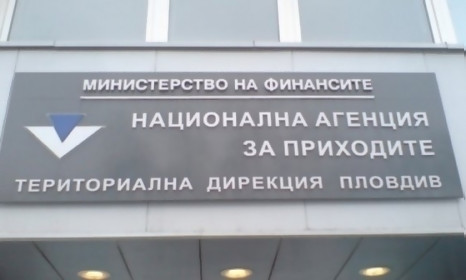 МИНИСТЕРСТВО НА ФИНАНСИТЕ
НАЦИОНАЛНА АГЕНЦИЯ
ЗА ПРИХОДИТЕ
ТЕРИТОРИАЛНА ДИРЕКЦИЯ ПЛОВДИВ